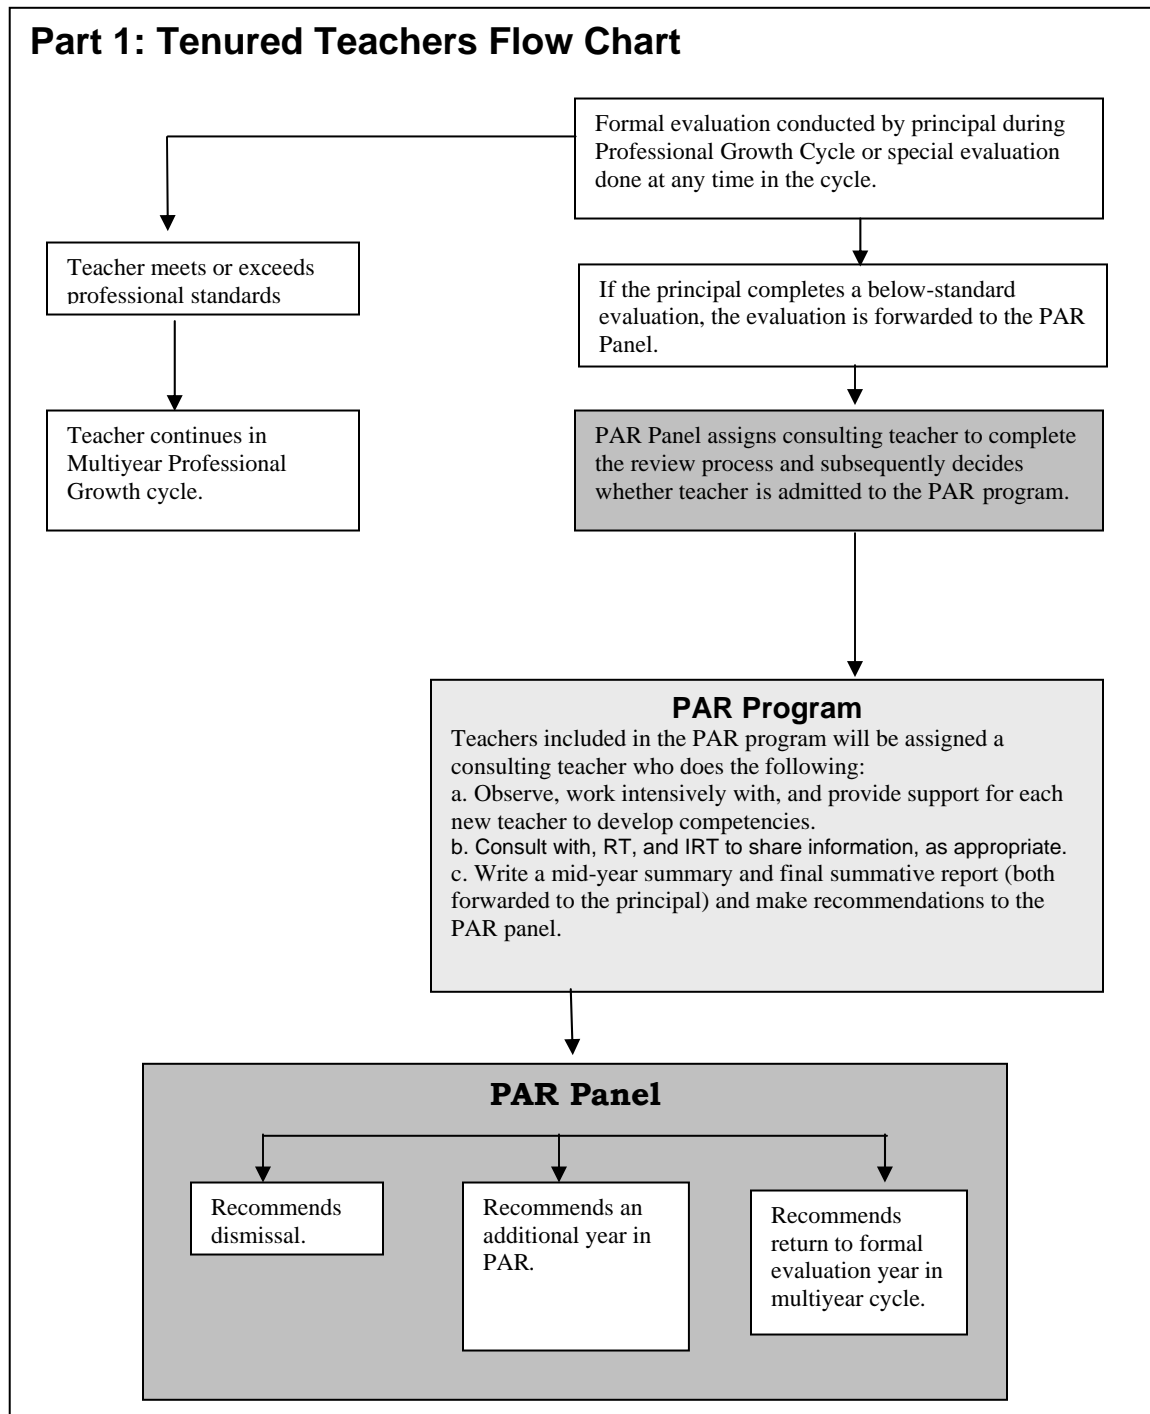 Part 1: Tenured Teachers Flow Chart
Formal evaluation conducted by principal during
Professional Growth Cycle or special evaluation
done at any time in the cycle.
Teacher meets or exceeds
professional standards
If the principal completes a below-standard
evaluation, the evaluation is forwarded to the PAR
Panel.
Teacher continues in
Multiyear Professional
Growth cycle.
PAR Panel assigns consulting teacher to complete
the review process and subsequently decides
whether teacher is admitted to the PAR program.
PAR Program
Teachers included in the PAR program will be assigned a
consulting teacher who does the following:
a. Observe, work intensively with, and provide support for each
new teacher to develop competencies.
b. Consult with, RT, and IRT to share information, as appropriate.
c. Write a mid-year summary and final summative report (both
forwarded to the principal) and make recommendations to the
PAR panel.
PAR Panel
Recommends
dismissal.
Recommends an
additional year in
PAR.
Recommends
return to formal
evaluation year in
multiyear cycle.